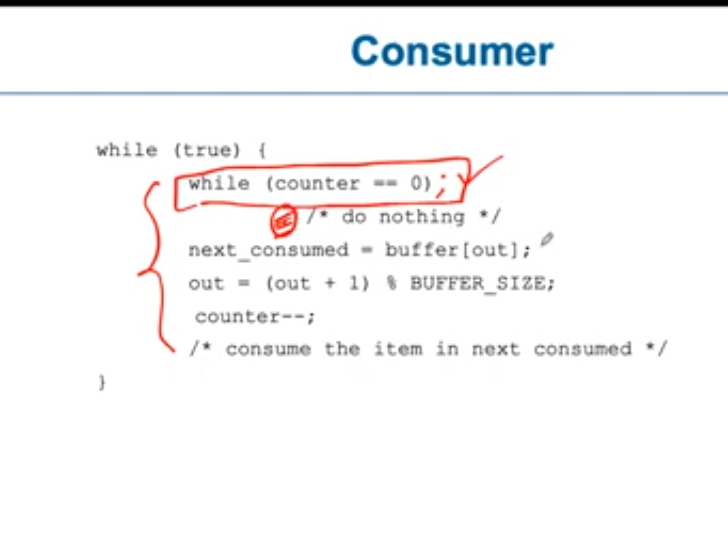 Consumer
while (true) {
while (counter == 0);
/* do nothing */
next_consumed = buffer[out];
out = (out + 1) % BUFFER_SIZE;
counter--;
/* consume the item in next consumed */
}